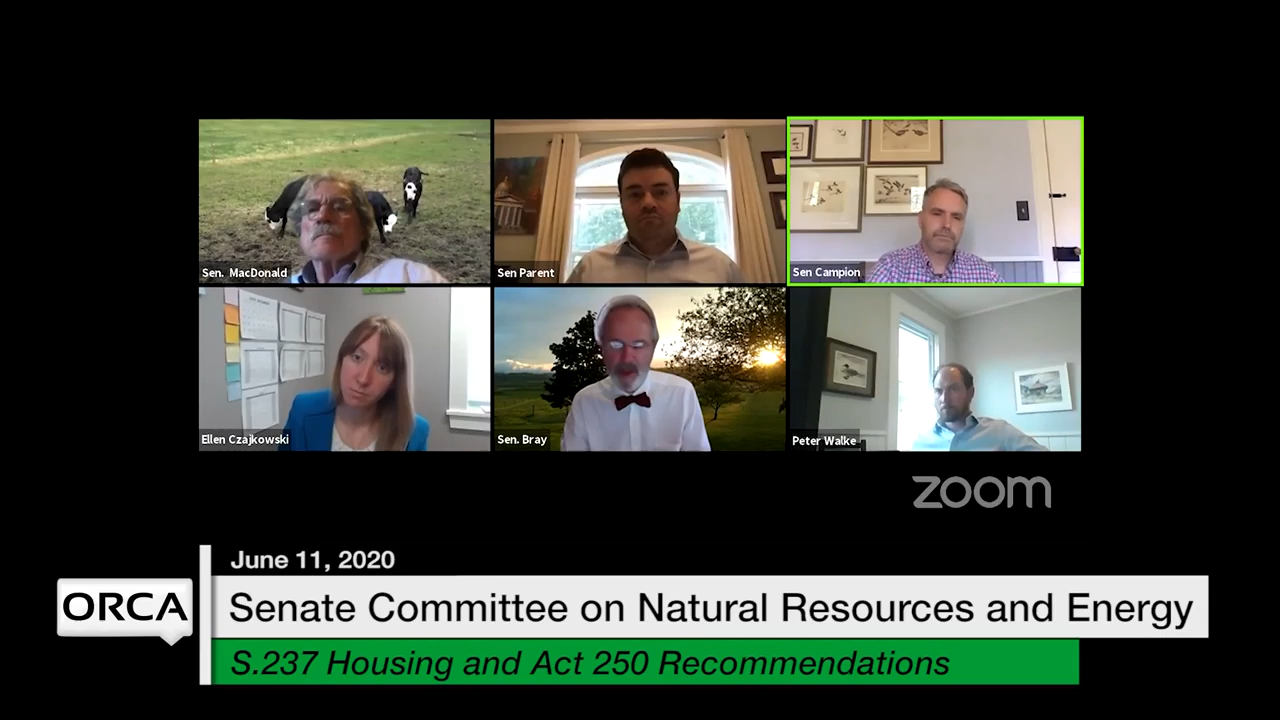 Sen. MacDonald
Sen Parent
Sen Campion
Ellen Czajkowski
Sen. Bray
Peter Walke
zoom
June 11, 2020
ORCA
Senate Committee on Natural Resources and Energy
S.237 Housing and Act 250 Recommendations